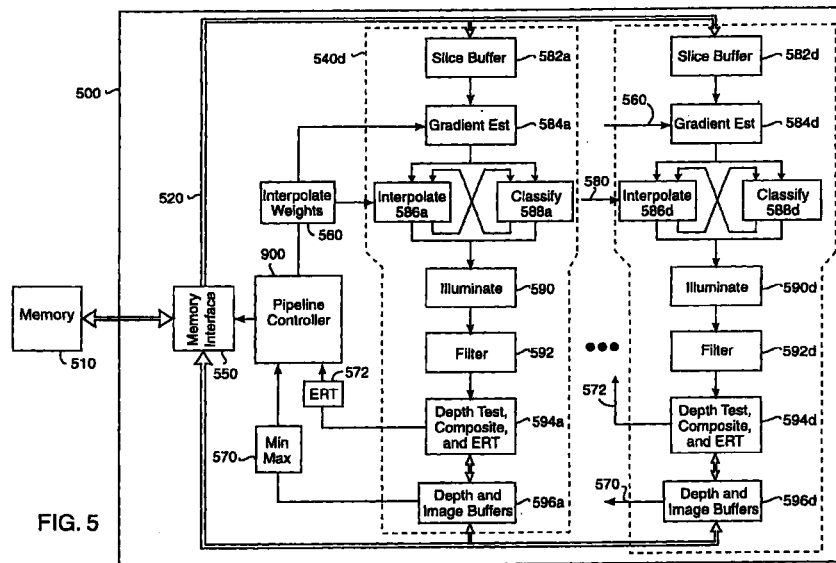 500
520
540d
Slice Buffer
582a
Gradient Est
584a
Interpolate
Weights
560
Interpolate
586a
Classify
588a
580
900
Pipeline
Controller
Memory
510
Memory
Interface
550
Illuminate
590
Filter
592
572
ERT
Depth Test,
Composite,
and ERT
594a
Min
Max
570
Depth and
Image Buffers
596a
Slice Buffer
582d
560
Gradient Est
584d
Interpolate
586d
Classify
588d
Illuminate
590d
Filter
592d
572
Depth Test,
Composite,
and ERT
594d
570
Depth and
Image Buffers
596d
FIG. 5